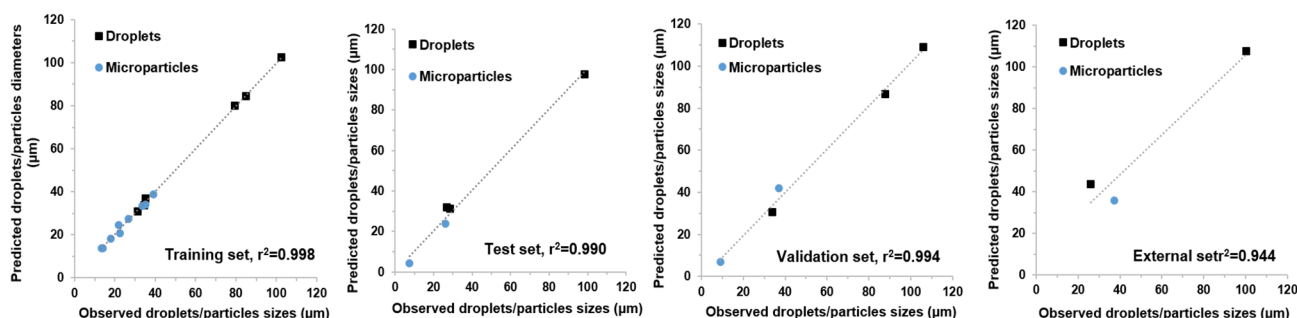 Predicted droplets/particles diameters
(µm)
120
100
80
60
40
20
0
Droplets
Microparticles
Training set, r²=0.998
0 20 40 60 80 100 120
Observed droplets/particles sizes (µm)
Predicted droplets/particles sizes (µm)
120
100
80
60
40
20
0
Droplets
Microparticles
Test set, r²=0.990
0 20 40 60 80 100 120
Observed droplets/particles sizes (µm)
Predicted droplets/particles sizes (µm)
120
100
80
60
40
20
0
Droplets
Microparticles
Validation set, r²=0.994
0 20 40 60 80 100 120
Observed droplets/particles sizes (µm)
Predicted droplets/particles sizes (µm)
120
100
80
60
40
20
0
Droplets
Microparticles
External setr²=0.944
0 20 40 60 80 100 120
Observed droplets/particles sizes (µm)